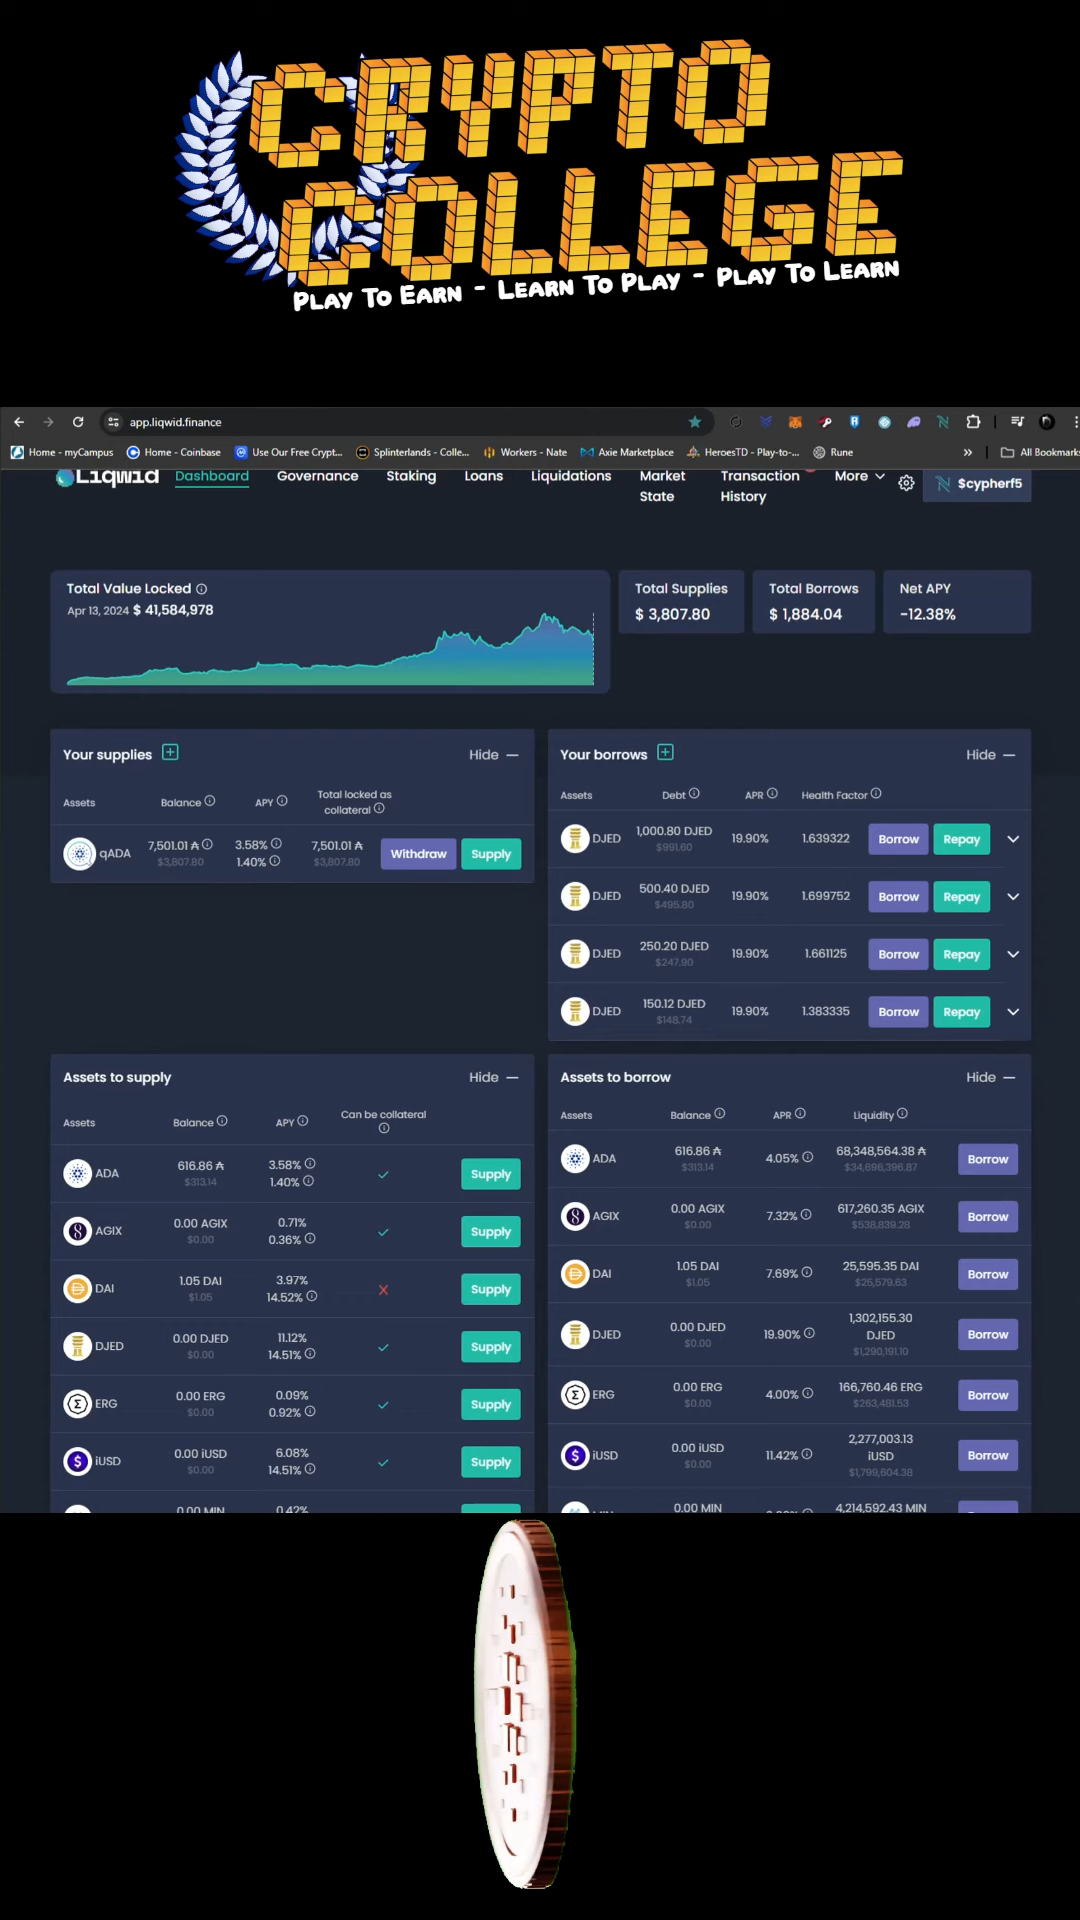 CRYPTO
COLLEGE
PLAY TO EARN - LEARN TO PLAY - PLAY TO LEARN
app.liqwid.finance
Home - myCampus Home - Coinbase Use Our Free Crypt... Splinterlands - Colle... Workers - Nate Axie Marketplace HeroesTD - Play-to-... Rune » All Bookmarks
Liqwid Dashboard Governance Staking Loans Liquidations Market State Transaction History More $cypherf5
Total Value Locked
Apr 13, 2024 $ 41,584,978
Total Supplies
$ 3,807.80
Total Borrows
$ 1,884.04
Net APY
-12.38%
Your supplies Hide
Assets Balance APY Total locked as collateral
qADA 7,501.01 ₳ 3.58% 7,501.01 ₳ Withdraw Supply
$3,807.80 1.40% $3,807.80
Your borrows Hide
Assets Debt APR Health Factor
DJED 1,000.80 DJED 19.90% 1.639322 Borrow Repay
$991.60
DJED 500.40 DJED 19.90% 1.699752 Borrow Repay
$495.80
DJED 250.20 DJED 19.90% 1.661125 Borrow Repay
$247.90
DJED 150.12 DJED 19.90% 1.383335 Borrow Repay
$148.74
Assets to supply Hide
Assets Balance APY Can be collateral
ADA 616.86 ₳ 3.58% Supply
$313.14 1.40%
AGIX 0.00 AGIX 0.71% Supply
$0.00 0.36%
DAI 1.05 DAI 3.97% Supply
$1.05 14.52%
DJED 0.00 DJED 11.12% Supply
$0.00 14.51%
ERG 0.00 ERG 0.09% Supply
$0.00 0.92%
iUSD 0.00 iUSD 6.08% Supply
$0.00 14.51%
0.00 MIN 0.42%
Assets to borrow Hide
Assets Balance APR Liquidity
ADA 616.86 ₳ 4.05% 68,348,564.38 ₳ Borrow
$313.14 $34,696,396.87
AGIX 0.00 AGIX 7.32% 617,260.35 AGIX Borrow
$0.00 $538,839.28
DAI 1.05 DAI 7.69% 25,595.35 DAI Borrow
$1.05 $25,579.63
DJED 0.00 DJED 19.90% 1,302,155.30 DJED Borrow
$0.00 $1,290,191.10
ERG 0.00 ERG 4.00% 166,760.46 ERG Borrow
$0.00 $263,481.53
iUSD 0.00 iUSD 11.42% 2,277,003.13 iUSD Borrow
$0.00 $1,799,604.38
0.00 MIN 4,214,592.43 MIN